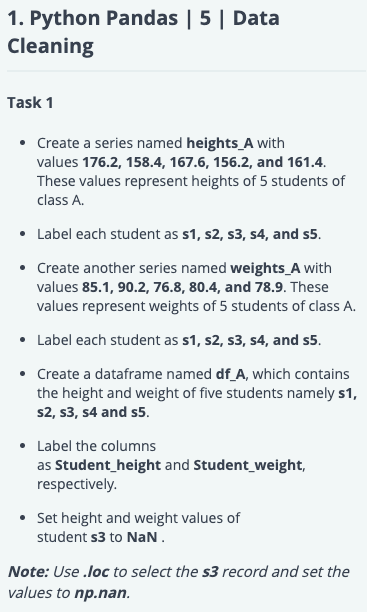 1. Python Pandas | 5 | Data
Cleaning
Task 1
• Create a series named heights_A with
values 176.2, 158.4, 167.6, 156.2, and 161.4.
These values represent heights of 5 students of
class A.
• Label each student as s1, s2, s3, s4, and s5.
• Create another series named weights_A with
values 85.1, 90.2, 76.8, 80.4, and 78.9. These
values represent weights of 5 students of class A.
• Label each student as s1, s2, s3, s4, and s5.
• Create a dataframe named df_A, which contains
the height and weight of five students namely s1,
s2, s3, s4 and s5.
• Label the columns
as Student_height and Student_weight,
respectively.
• Set height and weight values of
student s3 to NaN .
Note: Use .loc to select the s3 record and set the
values to np.nan.